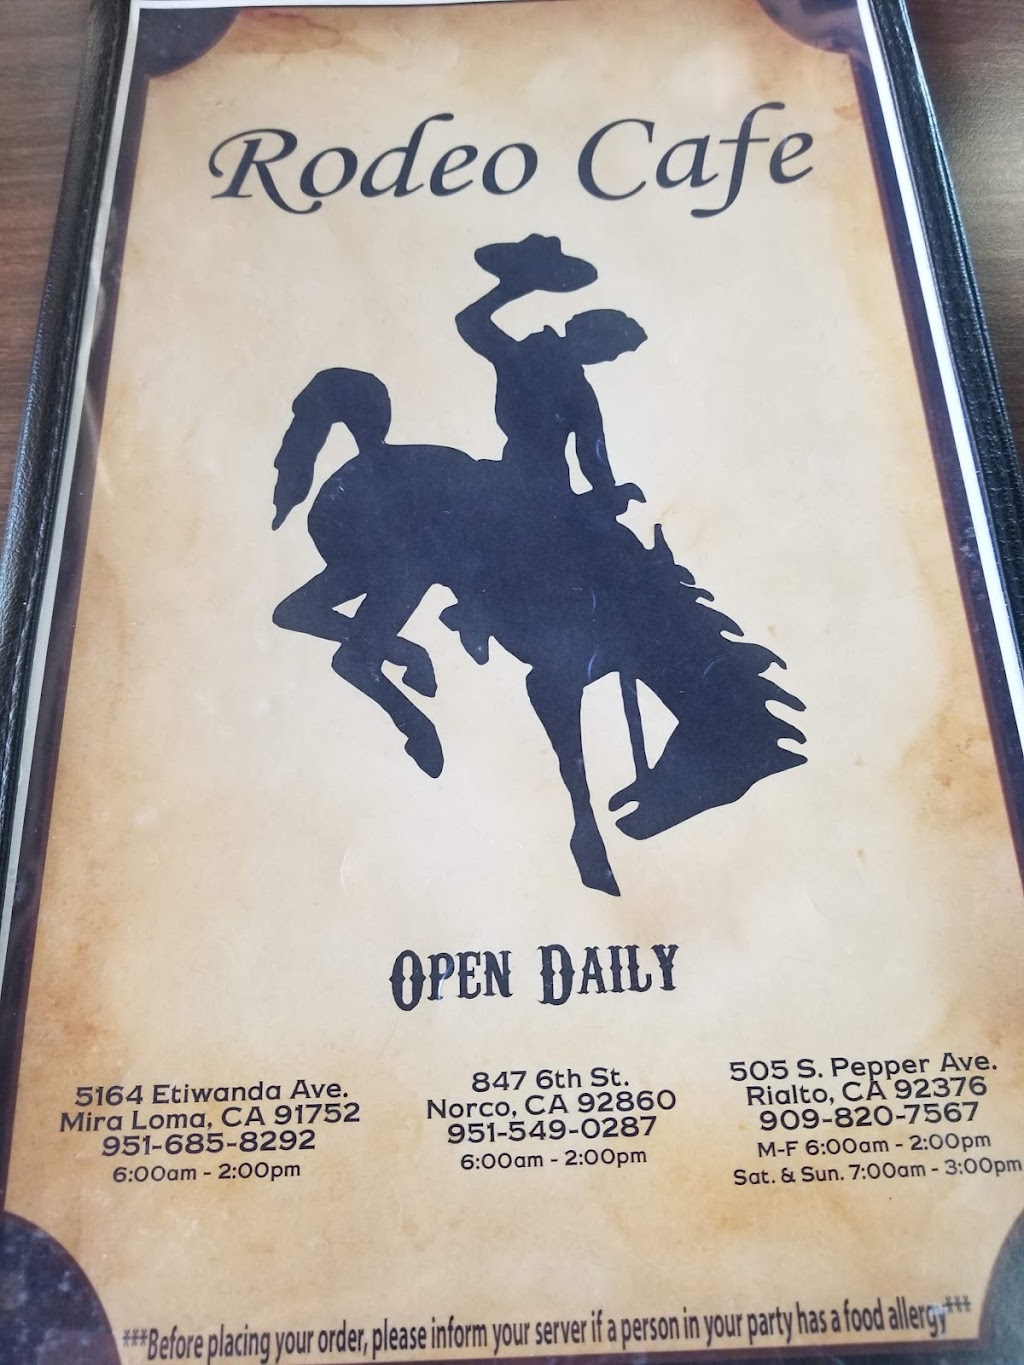 Rodeo Cafe
OPEN DAILY
5164 Etiwanda Ave.
Mira Loma, CA 91752
951-685-8292
6:00am - 2:00pm
847 6th St.
Norco, CA 92860
951-549-0287
6:00am - 2:00pm
505 S. Pepper Ave.
Rialto, CA 92376
909-820-7567
M-F 6:00am - 2:00pm
Sat. & Sun. 7:00am - 3:00pm
***Before placing your order, please inform your server if a person in your party has a food allergy***